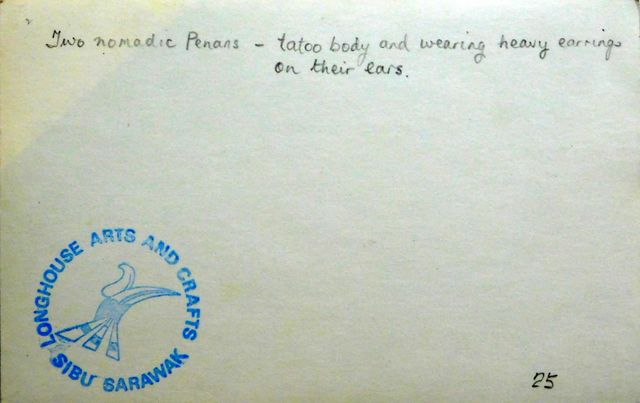 Two nomadic Penans - tatoo body and wearing heavy earrings
on their ears.
LONGHOUSE ARTS AND CRAFTS
SIBU SARAWAK
25